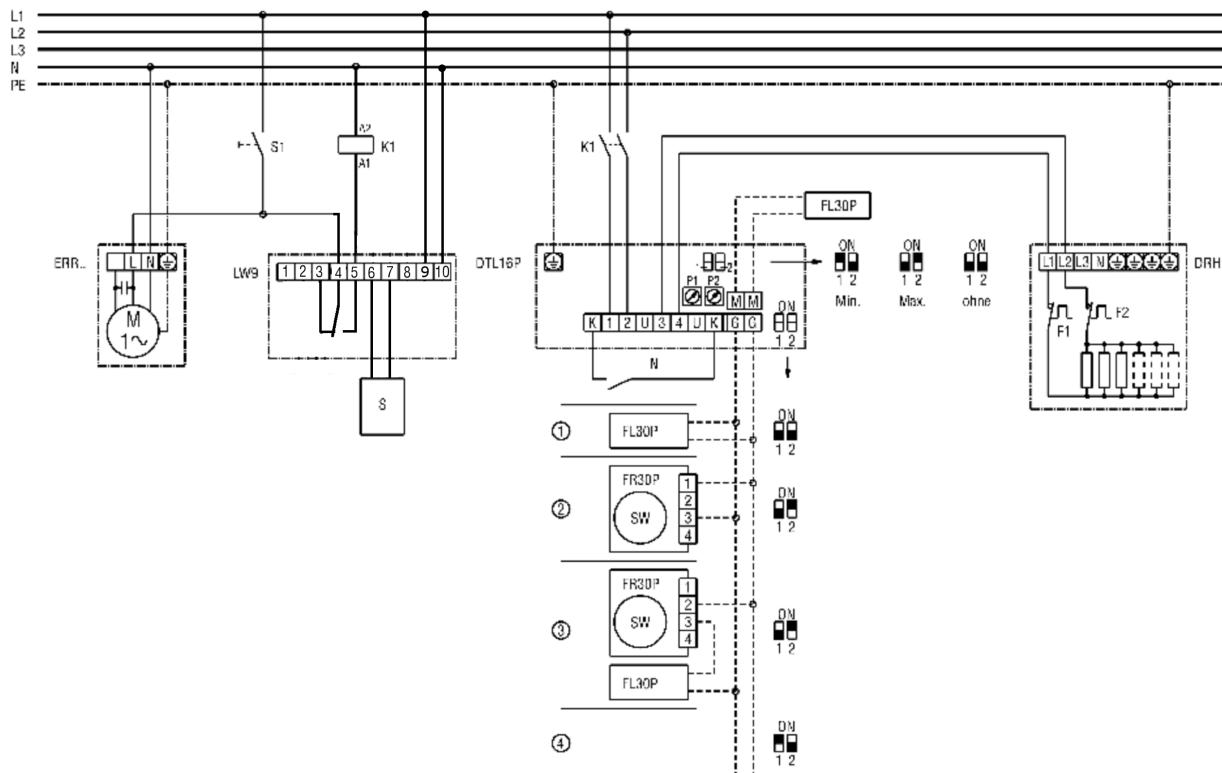 L1
L2
L3
N
PE
A2
S1
K1
A1
K1
FL30P
ERR..
L N
LW9
1 2 3 4 5 6 7 8 9 10
DTL16P
2
P1 P2
M M
K 1 2 U 3 4 U K G G
ON
1 2
ON
1 2
Min.
ON
1 2
Max.
ON
1 2
ohne
L1 L2 L3 N
DRH
F1
F2
M
1~
N
S
1
FL30P
ON
1 2
2
FR30P
SW
1
2
3
4
ON
1 2
3
FR30P
SW
1
2
3
4
FL30P
ON
1 2
4
ON
1 2